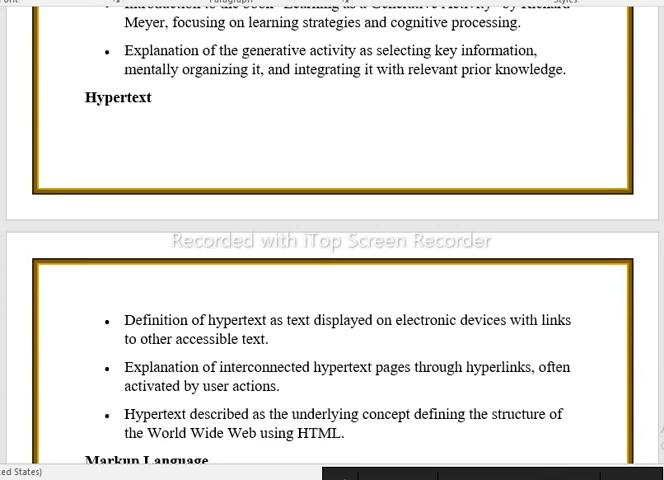 Paragraph
Styles
Introduction to the book "Learning as a Generative Activity" by Richard
Meyer, focusing on learning strategies and cognitive processing.
• Explanation of the generative activity as selecting key information,
mentally organizing it, and integrating it with relevant prior knowledge.
Hypertext
Recorded with iTop Screen Recorder
• Definition of hypertext as text displayed on electronic devices with links
to other accessible text.
• Explanation of interconnected hypertext pages through hyperlinks, often
activated by user actions.
• Hypertext described as the underlying concept defining the structure of
the World Wide Web using HTML.
Markup Language
States)